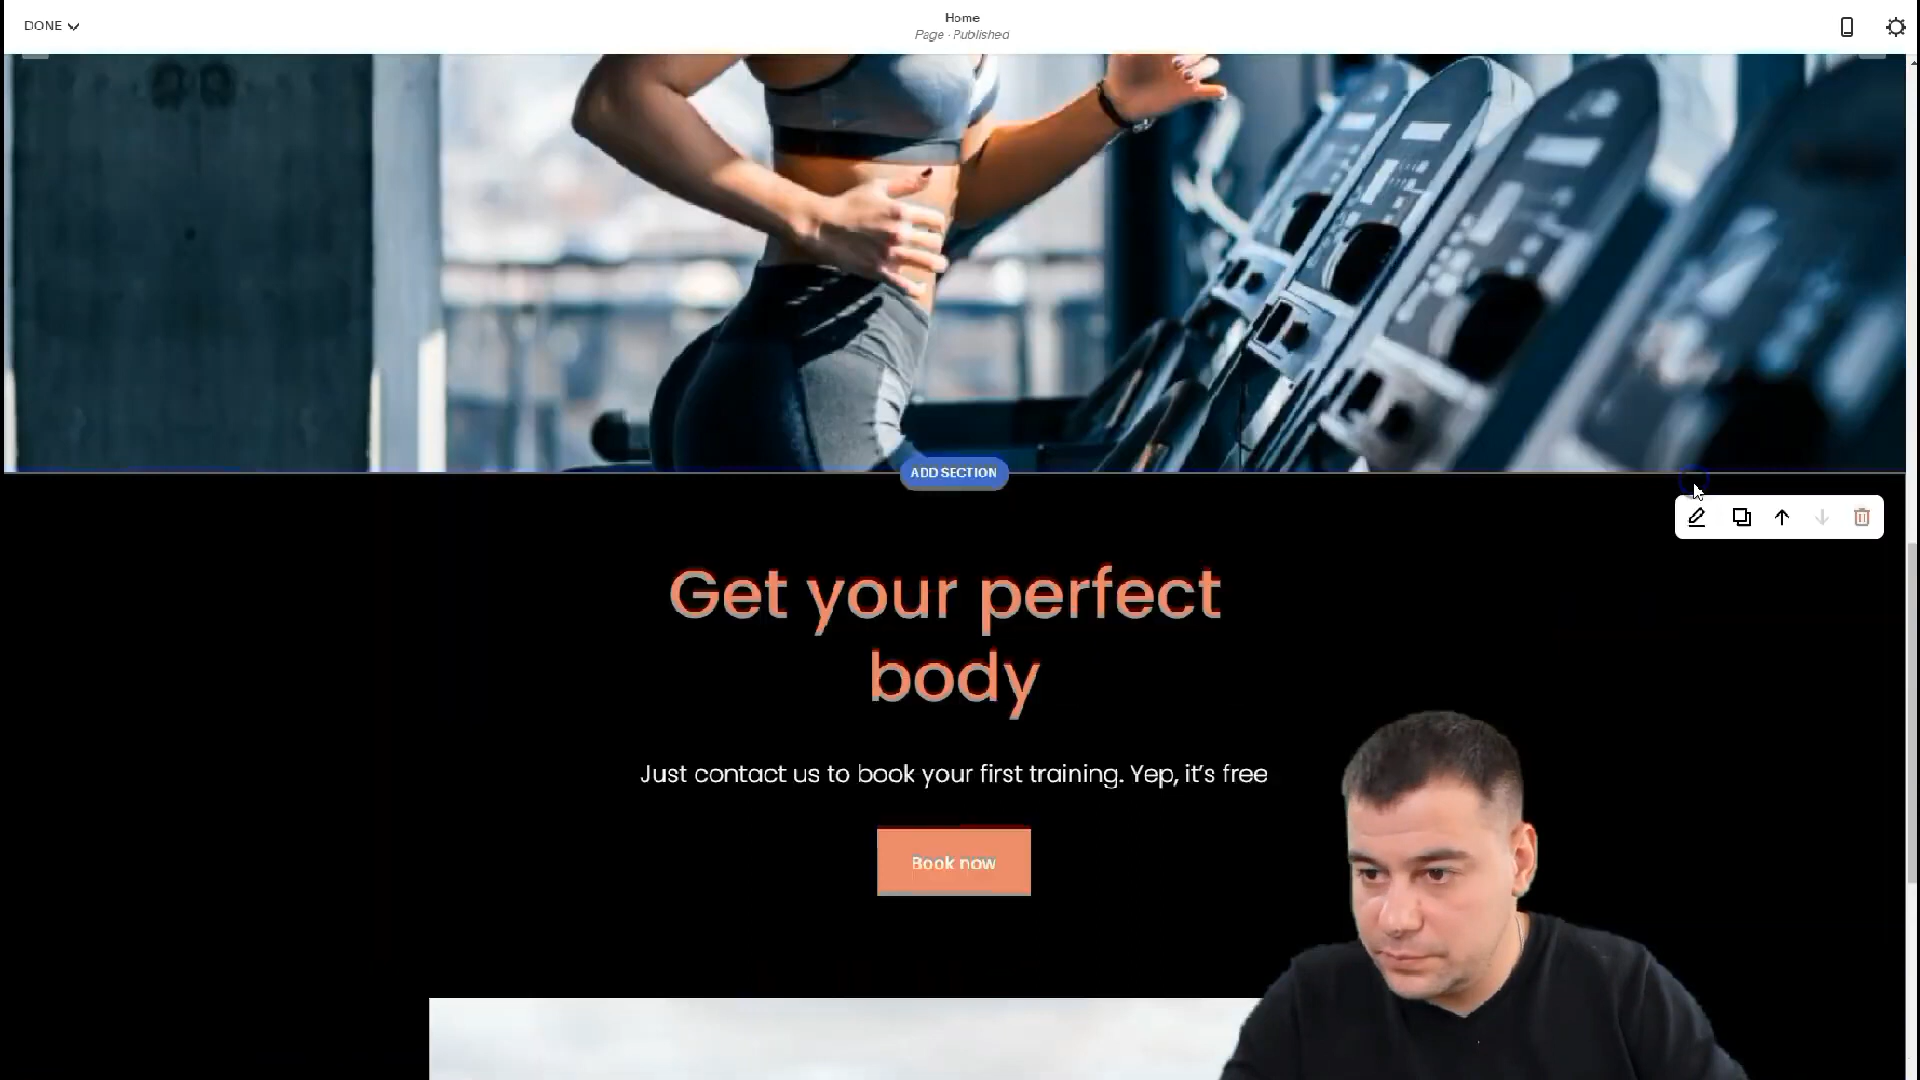 DONE
Home
Page · Published
ADD SECTION
Get your perfect
body
Just contact us to book your first training. Yep, it's free
Book now